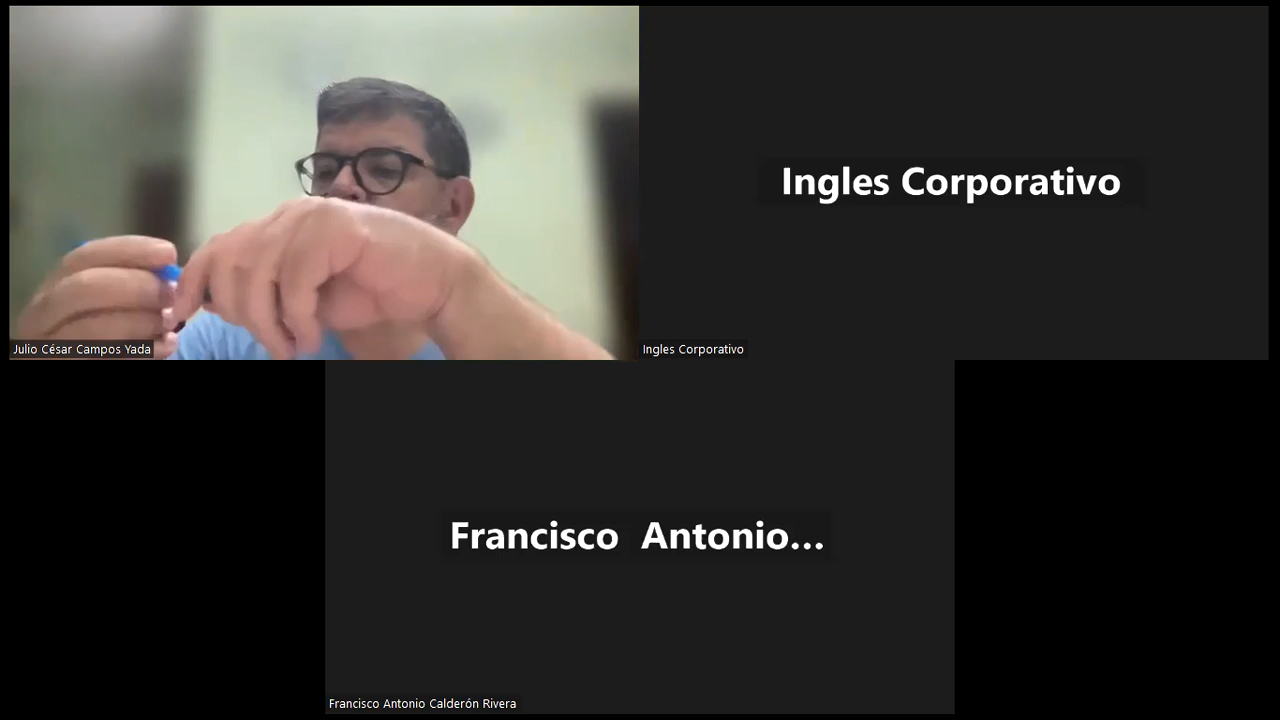 Ingles Corporativo
Julio César Campos Yada
Ingles Corporativo
Francisco Antonio...
Francisco Antonio Calderón Rivera